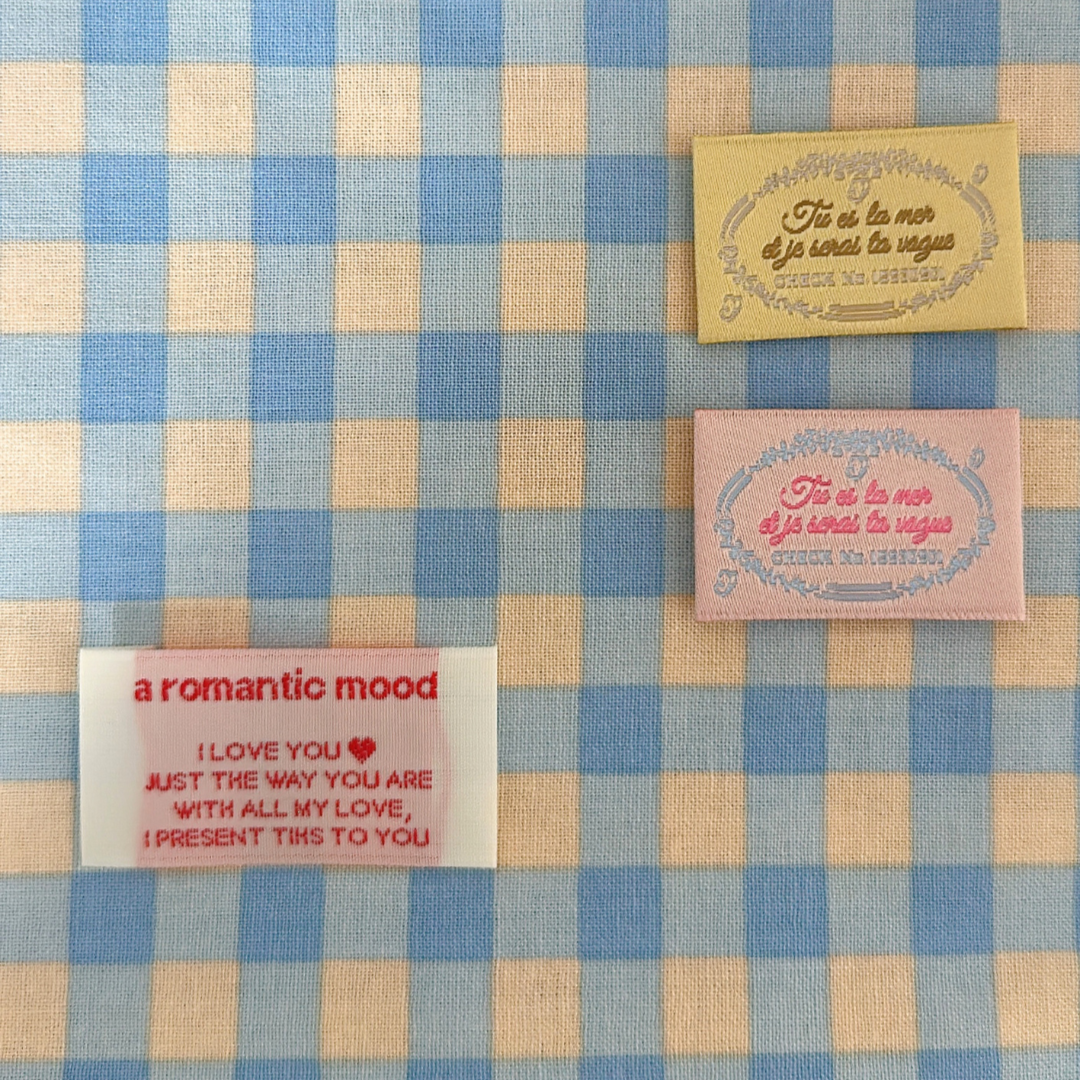 Tu es la mer
et je serai ta vague
CHECK No.
Tu es la mer
et je serai ta vague
CHECK No.
a romantic mood
I LOVE YOU ♥
JUST THE WAY YOU ARE
WITH ALL MY LOVE,
I PRESENT TIHS TO YOU